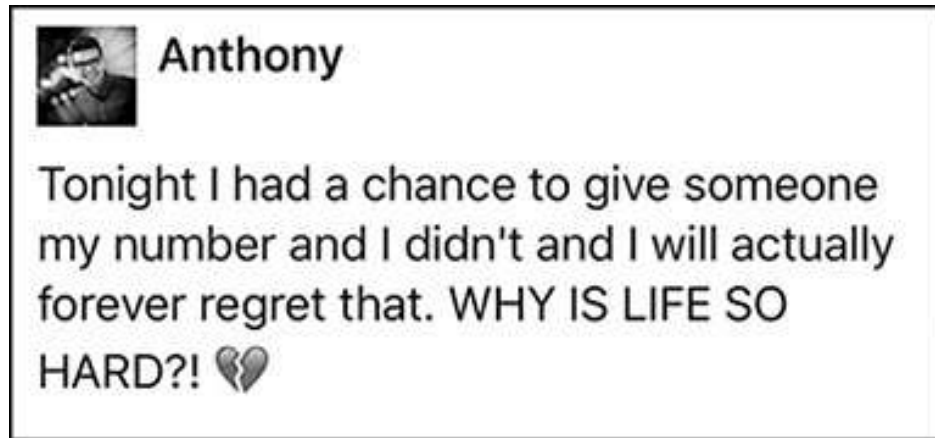 Anthony
Tonight I had a chance to give someone
my number and I didn't and I will actually
forever regret that. WHY IS LIFE SO
HARD?! 💔